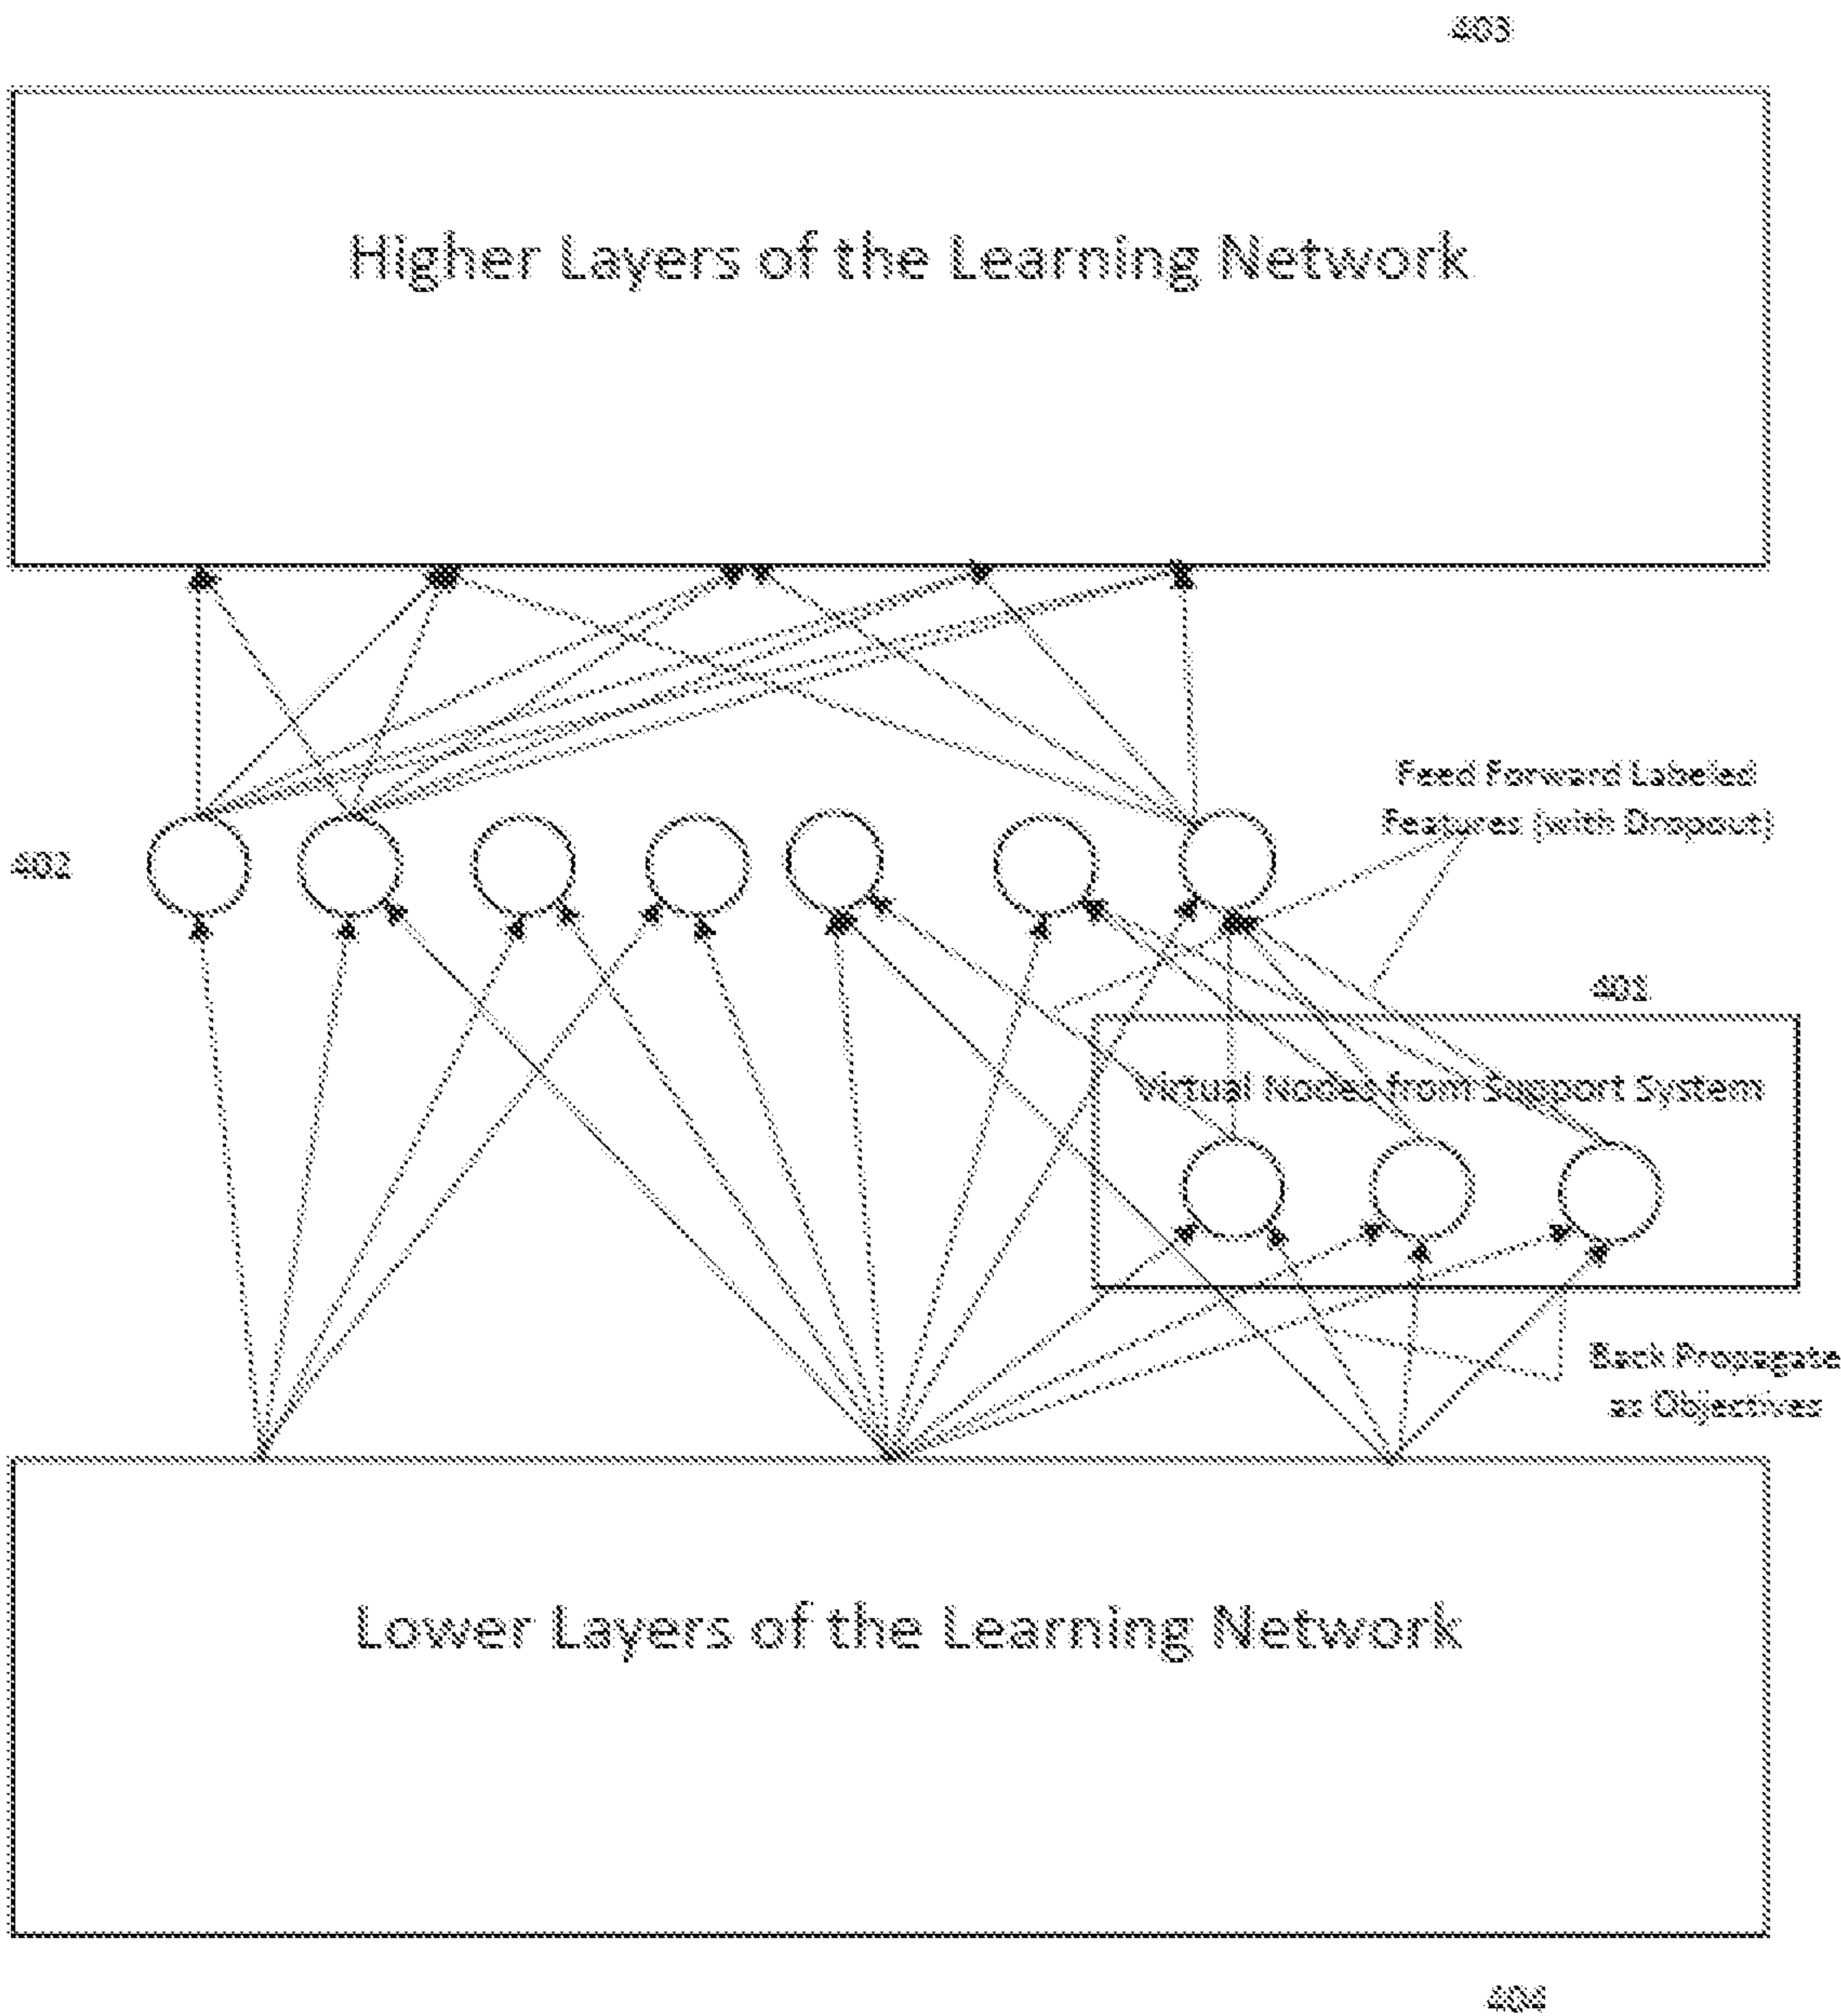 403
Higher Layers of the Learning Network
Feed Forward Labeled
Features (with Dropout)
402
401
Virtual Nodes from Support System
Back Propagate
as Objectives
Lower Layers of the Learning Network
404